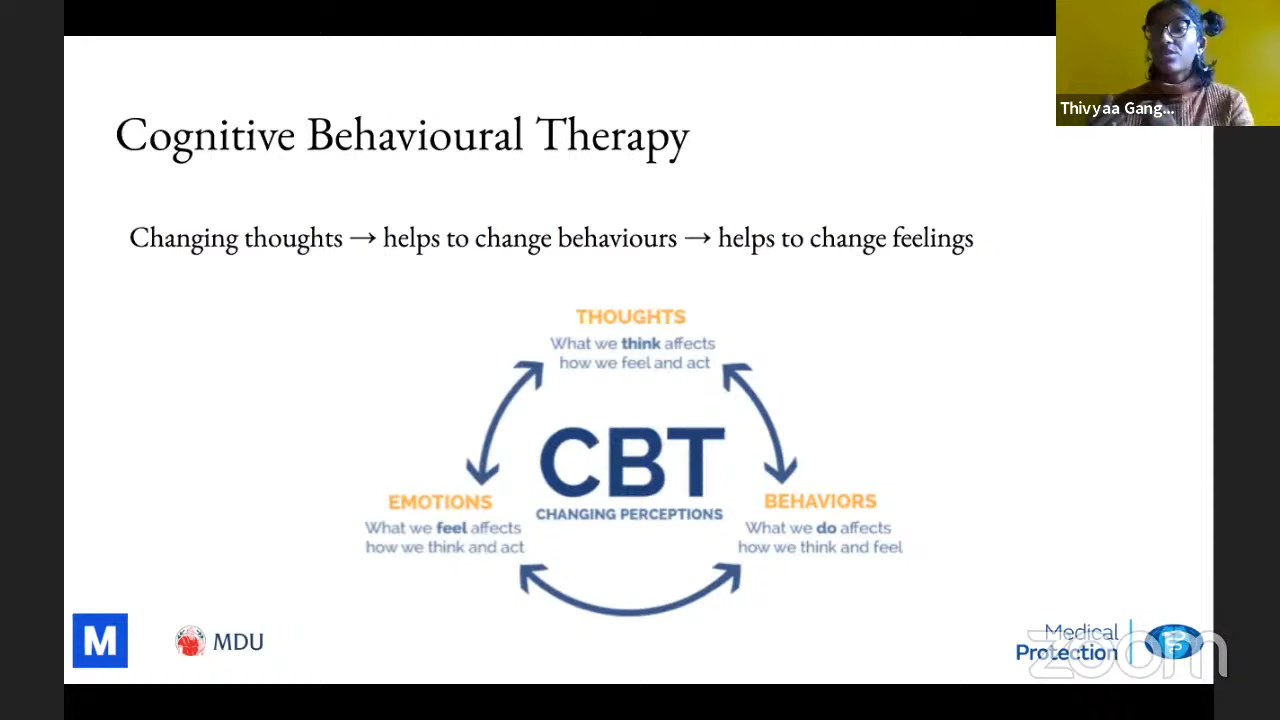 Thivyaa Gang...
Cognitive Behavioural Therapy
Changing thoughts → helps to change behaviours → helps to change feelings
THOUGHTS
What we think affects
how we feel and act
CBT
CHANGING PERCEPTIONS
EMOTIONS
What we feel affects
how we think and act
BEHAVIORS
What we do affects
how we think and feel
M
MDU
Medical
Protection
zoom